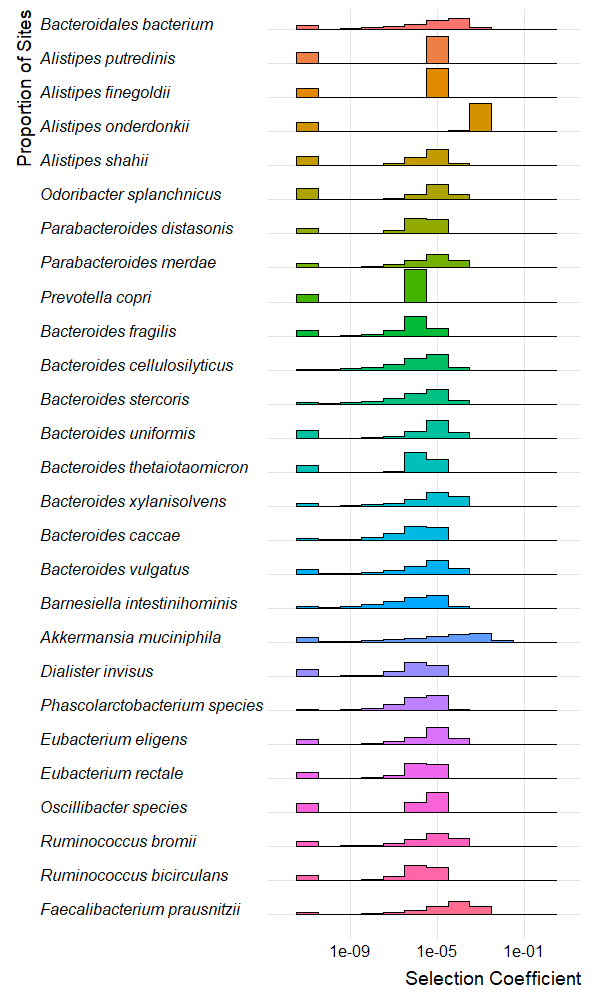 Proportion of Sites
Bacteroidales bacterium
Alistipes putredinis
Alistipes finegoldii
Alistipes onderdonkii
Alistipes shahii
Odoribacter splanchnicus
Parabacteroides distasonis
Parabacteroides merdae
Prevotella copri
Bacteroides fragilis
Bacteroides cellulosilyticus
Bacteroides stercoris
Bacteroides uniformis
Bacteroides thetaiotaomicron
Bacteroides xylanisolvens
Bacteroides caccae
Bacteroides vulgatus
Barnesiella intestinihominis
Akkermansia muciniphila
Dialister invisus
Phascolarctobacterium species
Eubacterium eligens
Eubacterium rectale
Oscillibacter species
Ruminococcus bromii
Ruminococcus bicirculans
Faecalibacterium prausnitzii
1e-09 1e-05 1e-01
Selection Coefficient